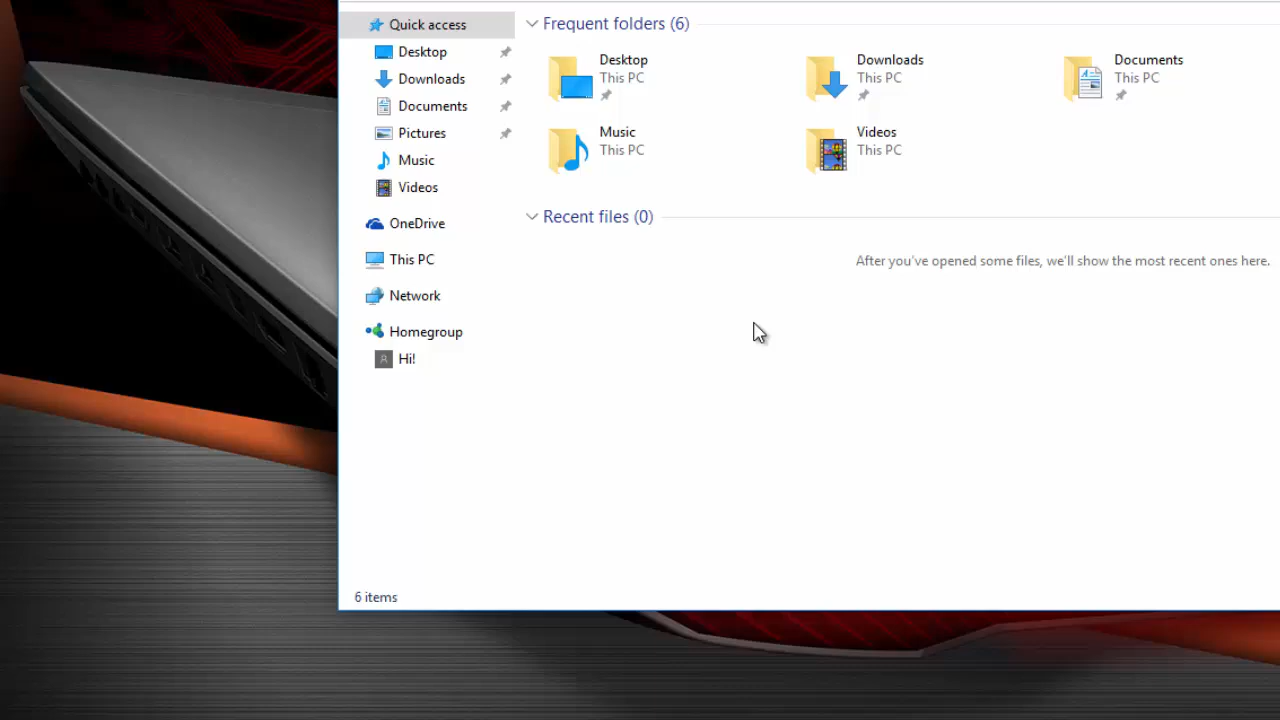 Quick access
Desktop
Downloads
Documents
Pictures
Music
Videos
OneDrive
This PC
Network
Homegroup
Hi!
Frequent folders (6)
Desktop
This PC
Downloads
This PC
Documents
This PC
Music
This PC
Videos
This PC
Recent files (0)
After you've opened some files, we'll show the most recent ones here.
6 items